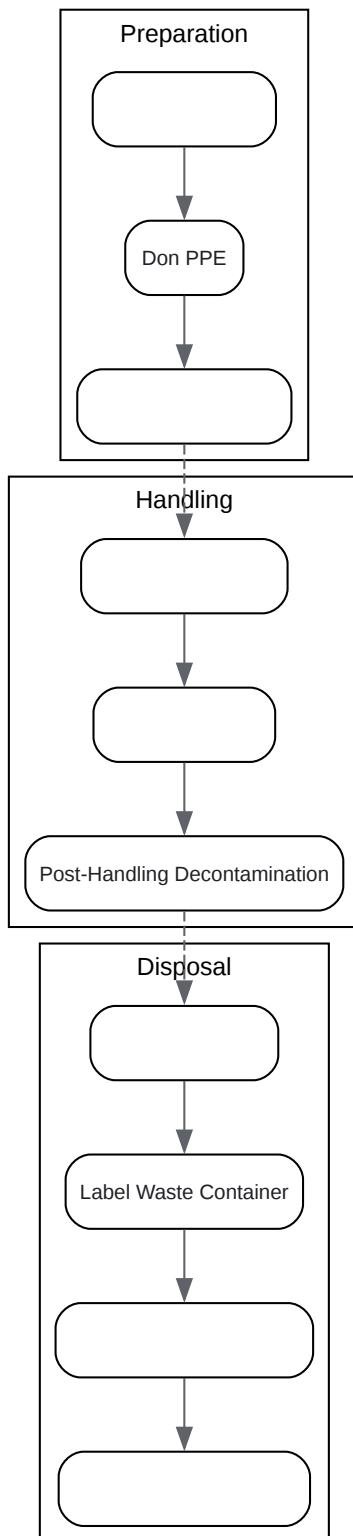 Preparation
Don PPE
Handling
Post-Handling Decontamination
Disposal
Label Waste Container